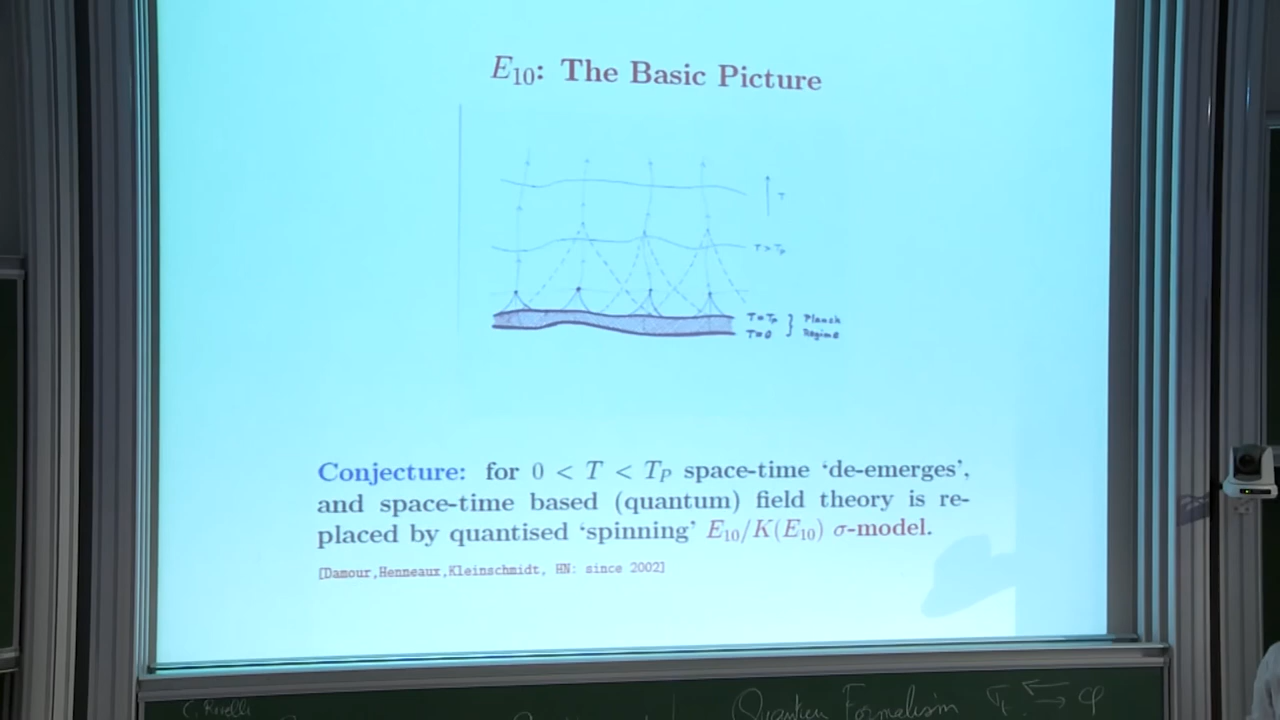 E₁₀: The Basic Picture
T
T > Tₚ
T = Tₚ } Planck
T = 0 Regime
Conjecture: for 0 < T < T_P space-time ‘de-emerges’,
and space-time based (quantum) field theory is re-
placed by quantised ‘spinning’ E₁₀/K(E₁₀) σ-model.
[Damour,Henneaux,Kleinschmidt, HN: since 2002]
C. Rovelli
Quantum Formalism
φ